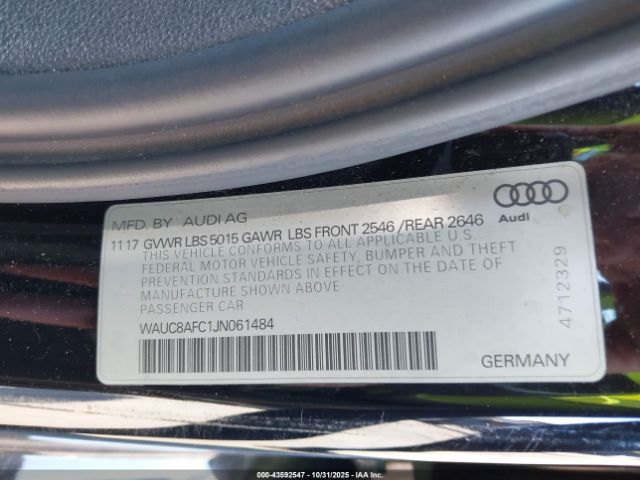 MFD. BY AUDI AG
11 17 GVWR LBS 5015 GAWR LBS FRONT 2546 / REAR 2646
THIS VEHICLE CONFORMS TO ALL APPLICABLE U.S.
FEDERAL MOTOR VEHICLE SAFETY, BUMPER AND THEFT
PREVENTION STANDARDS IN EFFECT ON THE DATE OF
MANUFACTURE SHOWN ABOVE
PASSENGER CAR
WAUC8AFC1JN061484
GERMANY
Audi
4712329
000-43592547 - 10/31/2025 - IAA Inc.